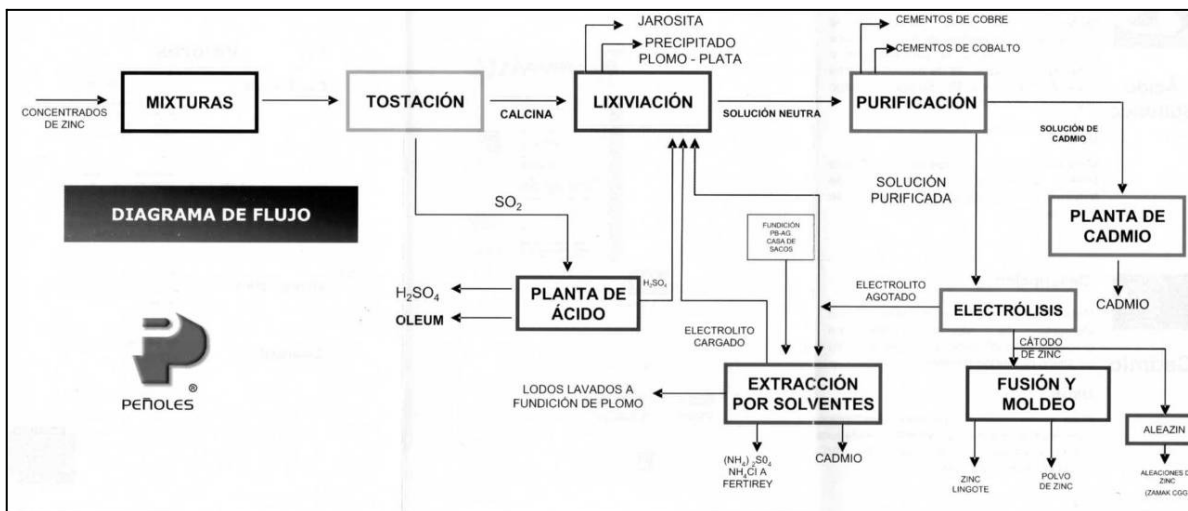 JAROSITA
PRECIPITADO
PLOMO - PLATA
CEMENTOS DE COBRE
CEMENTOS DE COBALTO
CONCENTRADOS
DE ZINC
MIXTURAS
TOSTACIÓN
CALCINA
LIXIVIACIÓN
SOLUCIÓN NEUTRA
PURIFICACIÓN
SOLUCIÓN DE
CADMIO
DIAGRAMA DE FLUJO
SO₂
SOLUCIÓN
PURIFICADA
FUNDICIÓN
PB-AG
CASA DE
SACOS
PLANTA DE
CADMIO
H₂SO₄
OLEUM
PLANTA DE
ÁCIDO
H₂SO₄
ELECTROLITO
AGOTADO
ELECTRÓLISIS
CADMIO
ELECTROLITO
CARGADO
CÁTODO
DE ZINC
PEÑOLES
®
LODOS LAVADOS A
FUNDICIÓN DE PLOMO
EXTRACCIÓN
POR SOLVENTES
FUSIÓN Y
MOLDEO
ALEAZIN
(NH₄)₂SO₄
NH₄Cl A
FERTIREY
CADMIO
ZINC
LINGOTE
POLVO
DE ZINC
ALEACIONES D
ZINC
(ZAMAK CGG